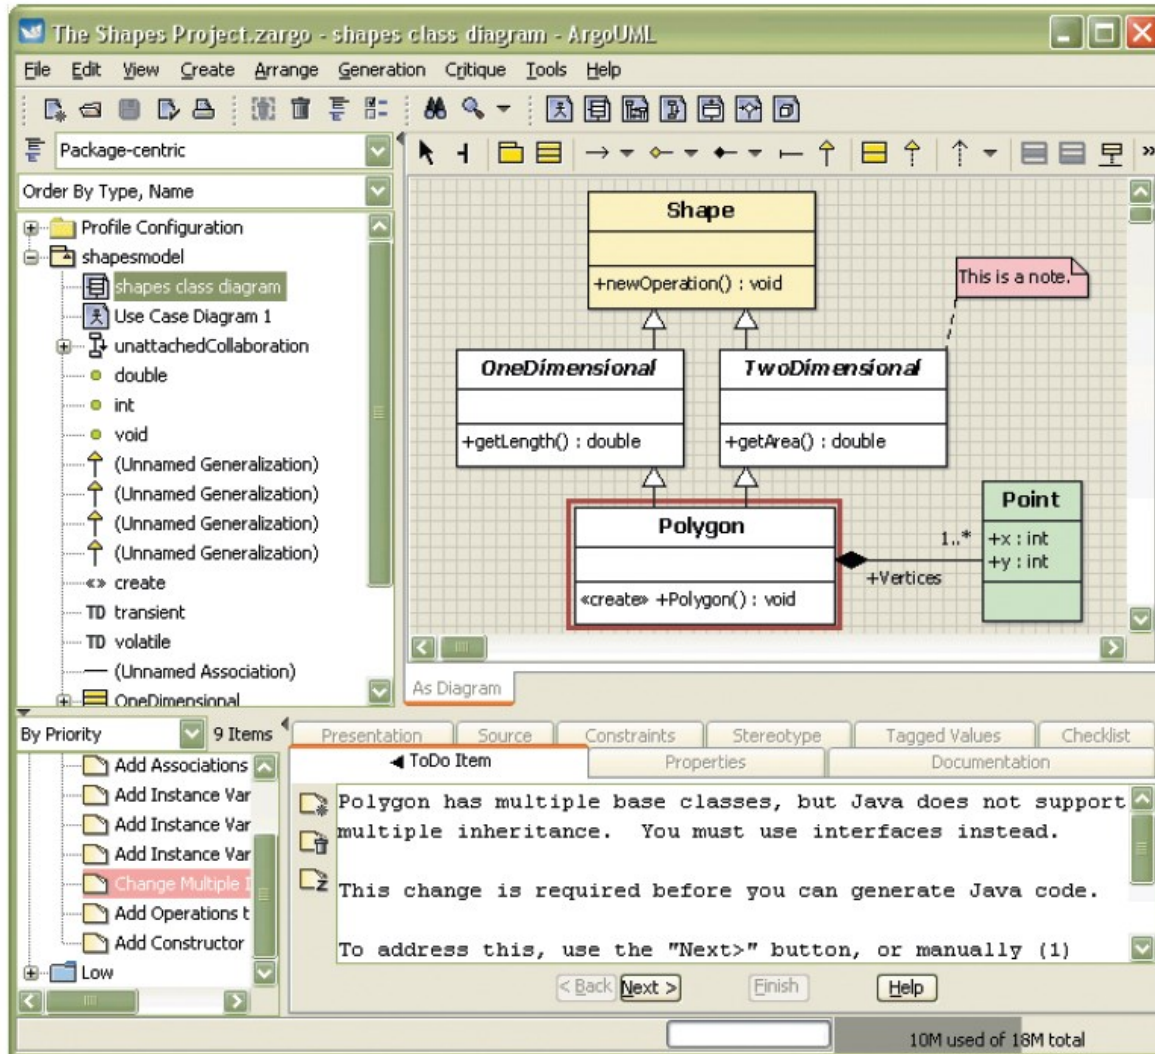 The Shapes Project.zargo - shapes class diagram - ArgoUML
File Edit View Create Arrange Generation Critique Tools Help
Package-centric
Order By Type, Name
Profile Configuration
shapesmodel
shapes class diagram
Use Case Diagram 1
unattachedCollaboration
double
int
void
(Unnamed Generalization)
(Unnamed Generalization)
(Unnamed Generalization)
(Unnamed Generalization)
«» create
TD transient
TD volatile
(Unnamed Association)
OneDimensional
Shape
+newOperation() : void
This is a note.
OneDimensional
+getLength() : double
TwoDimensional
+getArea() : double
Polygon
«create» +Polygon() : void
1..*
+Vertices
Point
+x : int
+y : int
As Diagram
By Priority 9 Items
Add Associations
Add Instance Var
Add Instance Var
Add Instance Var
Change Multiple I
Add Operations t
Add Constructor
Low
Presentation Source Constraints Stereotype Tagged Values Checklist
ToDo Item Properties Documentation
Polygon has multiple base classes, but Java does not support
multiple inheritance. You must use interfaces instead.
This change is required before you can generate Java code.
To address this, use the "Next>" button, or manually (1)
< Back Next > Finish Help
10M used of 18M total